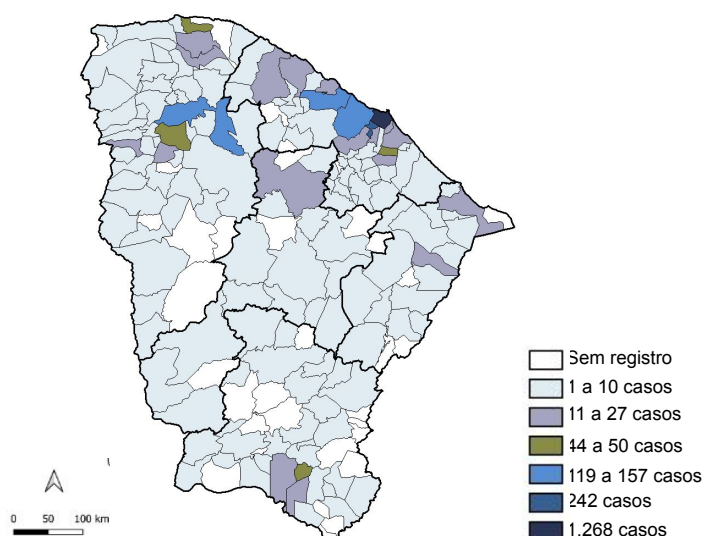 Sem registro
1 a 10 casos
11 a 27 casos
44 a 50 casos
119 a 157 casos
242 casos
1.268 casos
0 50 100 km